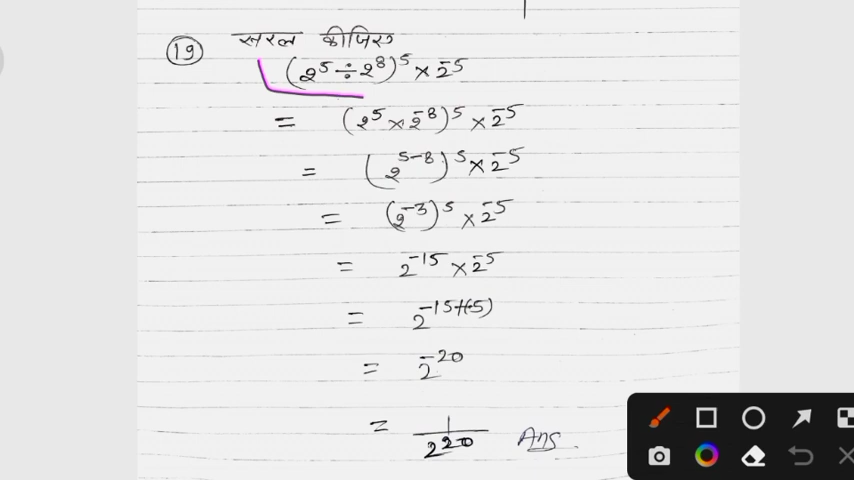 (19) सरल कीजिए
(2⁵ ÷ 2⁸)⁵ × 2⁻⁵
= (2⁵ × 2⁻⁸)⁵ × 2⁻⁵
= (2⁵⁻⁸)⁵ × 2⁻⁵
= (2⁻³)⁵ × 2⁻⁵
= 2⁻¹⁵ × 2⁻⁵
= 2⁻¹⁵⁺⁽⁻⁵⁾
= 2⁻²⁰
= 1/2²⁰ Ans.